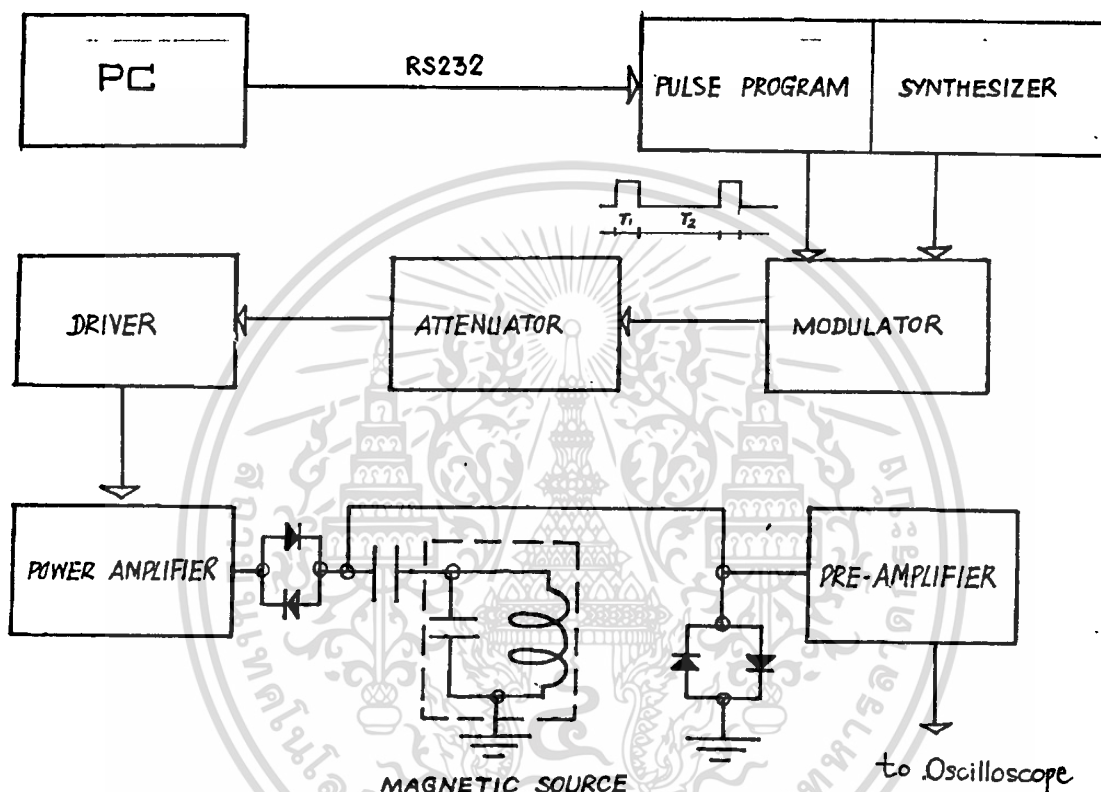 PC
RS232
PULSE PROGRAM
SYNTHESIZER
T1
T2
DRIVER
ATTENUATOR
MODULATOR
POWER AMPLIFIER
PRE-AMPLIFIER
MAGNETIC SOURCE
to Oscilloscope